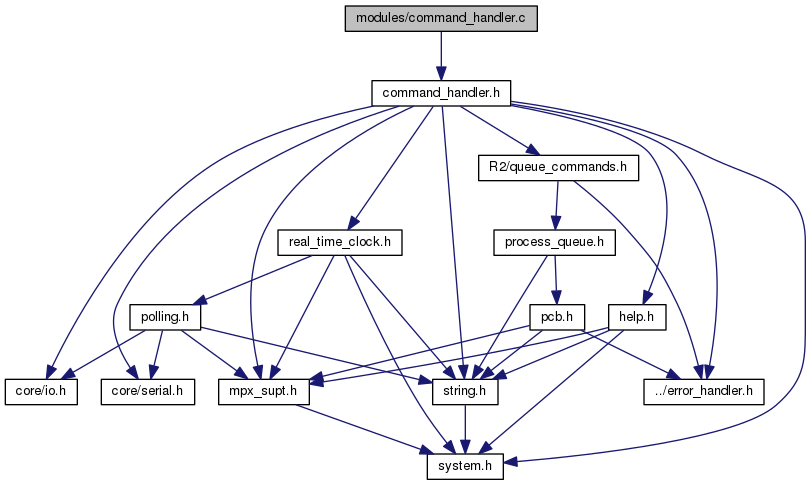 modules/command_handler.c
command_handler.h
R2/queue_commands.h
real_time_clock.h
process_queue.h
polling.h
pcb.h
help.h
core/io.h
core/serial.h
mpx_supt.h
string.h
../error_handler.h
system.h